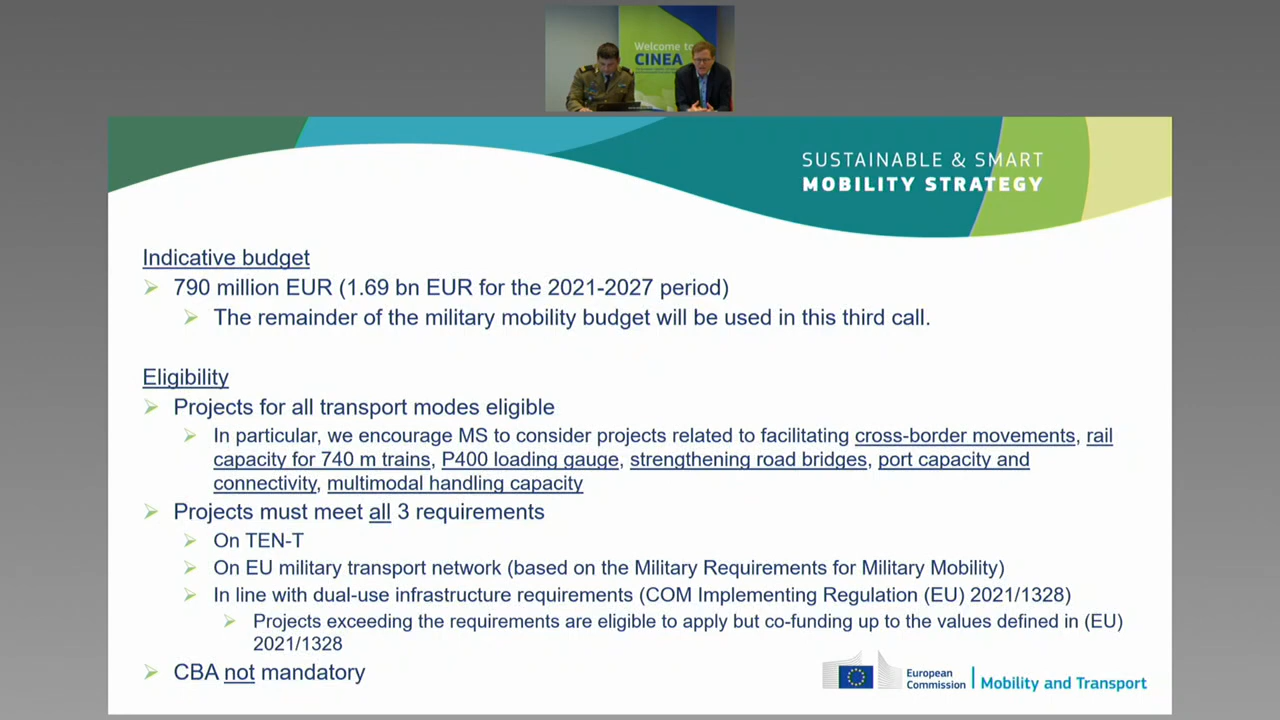 Welcome to
CINEA
SUSTAINABLE & SMART
MOBILITY STRATEGY
Indicative budget
790 million EUR (1.69 bn EUR for the 2021-2027 period)
The remainder of the military mobility budget will be used in this third call.
Eligibility
Projects for all transport modes eligible
In particular, we encourage MS to consider projects related to facilitating cross-border movements, rail
capacity for 740 m trains, P400 loading gauge, strengthening road bridges, port capacity and
connectivity, multimodal handling capacity
Projects must meet all 3 requirements
On TEN-T
On EU military transport network (based on the Military Requirements for Military Mobility)
In line with dual-use infrastructure requirements (COM Implementing Regulation (EU) 2021/1328)
Projects exceeding the requirements are eligible to apply but co-funding up to the values defined in (EU)
2021/1328
CBA not mandatory
European
Commission
Mobility and Transport